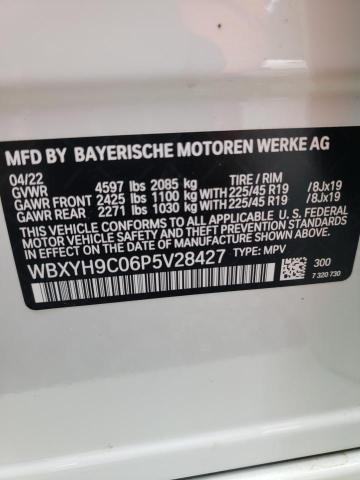 MFD BY BAYERISCHE MOTOREN WERKE AG
04/22 TIRE / RIM
GVWR 4597 lbs 2085 kg
GAWR FRONT 2425 lbs 1100 kg WITH 225/45 R19 /8Jx19
GAWR REAR 2271 lbs 1030 kg WITH 225/45 R19 /8Jx19
THIS VEHICLE CONFORMS TO ALL APPLICABLE U. S. FEDERAL
MOTOR VEHICLE SAFETY AND THEFT PREVENTION STANDARDS
IN EFFECT ON THE DATE OF MANUFACTURE SHOWN ABOVE.
WBXYH9C06P5V28427 TYPE: MPV
300
7 320 730